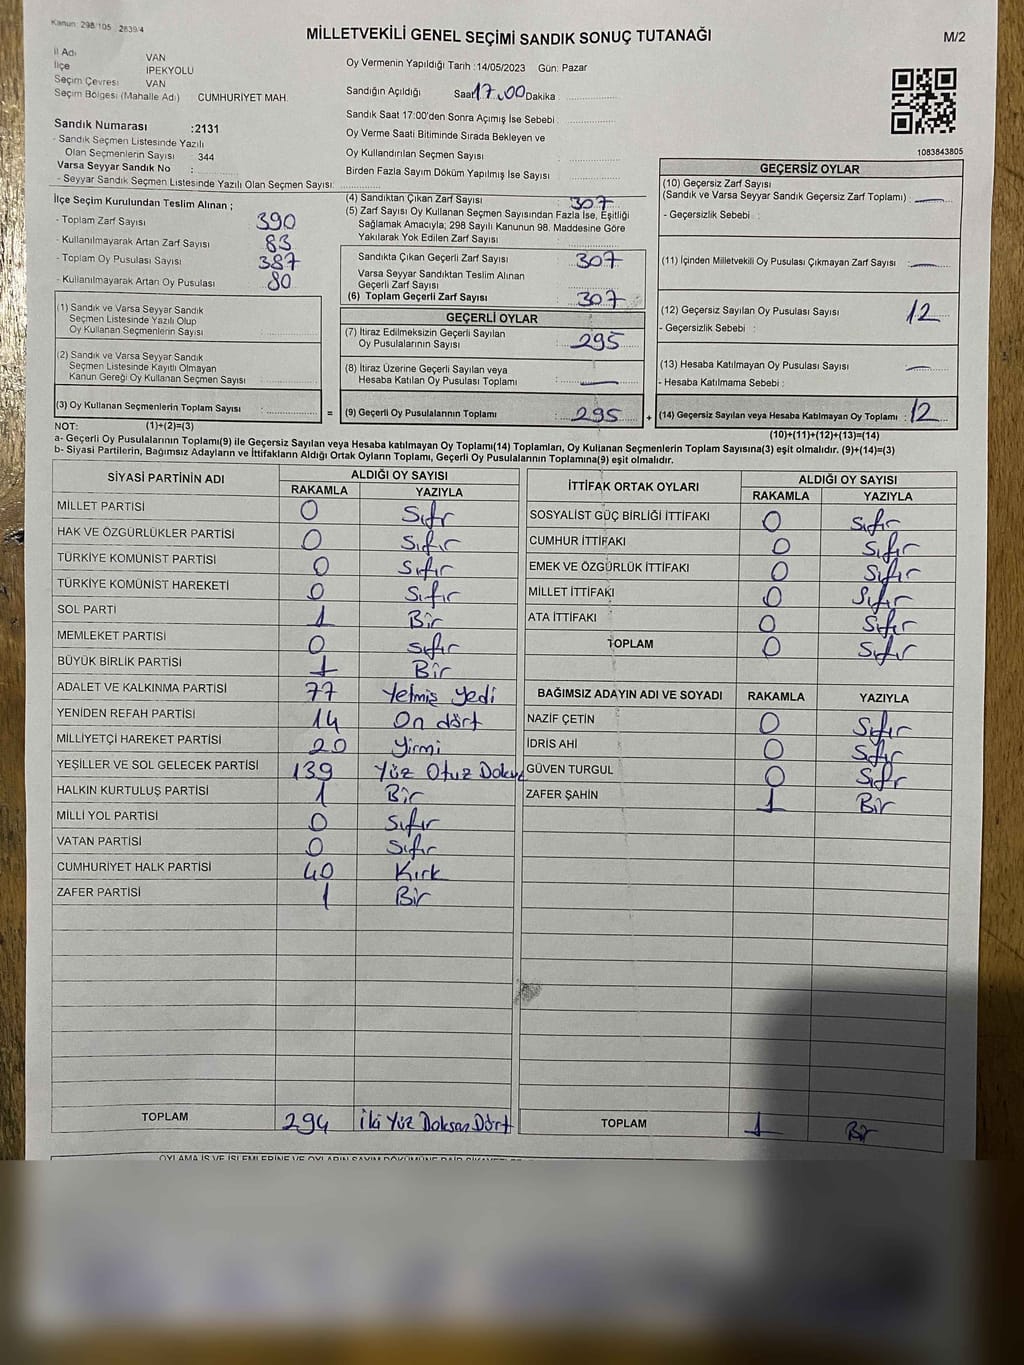 Kanun: 298/105 2839/4
MİLLETVEKİLİ GENEL SEÇİMİ SANDIK SONUÇ TUTANAĞI
M/2
İl Adı VAN
İlçe İPEKYOLU
Seçim Çevresi VAN
Seçim Bölgesi (Mahalle Adı) CUMHURİYET MAH.
Sandık Numarası :2131
- Sandık Seçmen Listesinde Yazılı
Olan Seçmenlerin Sayısı : 344
Varsa Seyyar Sandık No :
- Seyyar Sandık Seçmen Listesinde Yazılı Olan Seçmen Sayısı:
Oy Vermenin Yapıldığı Tarih :14/05/2023 Gün: Pazar
Sandığın Açıldığı Saat 17.00 Dakika :
Sandık Saat 17:00'den Sonra Açımış İse Sebebi :
Oy Verme Saati Bitiminde Sırada Bekleyen ve
Oy Kullandırılan Seçmen Sayısı :
Birden Fazla Sayım Döküm Yapılmış İse Sayısı :
1083843805
İlçe Seçim Kurulundan Teslim Alınan ;
- Toplam Zarf Sayısı : 390
- Kullanılmayarak Artan Zarf Sayısı : 83
- Toplam Oy Pusulası Sayısı : 387
- Kullanılmayarak Artan Oy Pusulası : 80
(1) Sandık ve Varsa Seyyar Sandık
Seçmen Listesinde Yazılı Olup
Oy Kullanan Seçmenlerin Sayısı :
(2) Sandık ve Varsa Seyyar Sandık
Seçmen Listesinde Kayıtlı Olmayan
Kanun Gereği Oy Kullanan Seçmen Sayısı :
(3) Oy Kullanan Seçmenlerin Toplam Sayısı : =
(4) Sandıktan Çıkan Zarf Sayısı : 307
(5) Zarf Sayısı Oy Kullanan Seçmen Sayısından Fazla İse, Eşitliği
Sağlamak Amacıyla; 298 Sayılı Kanunun 98. Maddesine Göre
Yakılarak Yok Edilen Zarf Sayısı :
Sandıkta Çıkan Geçerli Zarf Sayısı : 307
Varsa Seyyar Sandıktan Teslim Alınan
Geçerli Zarf Sayısı :
(6) Toplam Geçerli Zarf Sayısı : 307
GEÇERLİ OYLAR
(7) İtiraz Edilmeksizin Geçerli Sayılan
Oy Pusulalarının Sayısı : 295
(8) İtiraz Üzerine Geçerli Sayılan veya
Hesaba Katılan Oy Pusulası Toplamı : —
(9) Geçerli Oy Pusulalarının Toplamı : 295 +
GEÇERSİZ OYLAR
(10) Geçersiz Zarf Sayısı
(Sandık ve Varsa Seyyar Sandık Geçersiz Zarf Toplamı) : —
- Geçersizlik Sebebi :
(11) İçinden Milletvekili Oy Pusulası Çıkmayan Zarf Sayısı : —
(12) Geçersiz Sayılan Oy Pusulası Sayısı : 12
- Geçersizlik Sebebi :
(13) Hesaba Katılmayan Oy Pusulası Sayısı : —
- Hesaba Katılmama Sebebi :
(14) Geçersiz Sayılan veya Hesaba Katılmayan Oy Toplamı : 12
NOT: (1)+(2)=(3)
(10)+(11)+(12)+(13)=(14)
a- Geçerli Oy Pusulalarının Toplamı(9) ile Geçersiz Sayılan veya Hesaba katılmayan Oy Toplamı(14) Toplamları, Oy Kullanan Seçmenlerin Toplam Sayısına(3) eşit olmalıdır. (9)+(14)=(3)
b- Siyasi Partilerin, Bağımsız Adayların ve İttifakların Aldığı Ortak Oyların Toplamı, Geçerli Oy Pusulalarının Toplamına(9) eşit olmalıdır.
SİYASİ PARTİNİN ADI ALDIĞI OY SAYISI
RAKAMLA YAZIYLA
MİLLET PARTİSİ 0 Sıfr
HAK VE ÖZGÜRLÜKLER PARTİSİ 0 Sıfır
TÜRKİYE KOMÜNİST PARTİSİ 0 Sıfır
TÜRKİYE KOMÜNİST HAREKETİ 0 Sıfır
SOL PARTİ 1 Bir
MEMLEKET PARTİSİ 0 Sıfır
BÜYÜK BİRLİK PARTİSİ 1 Bir
ADALET VE KALKINMA PARTİSİ 77 Yetmiş Yedi
YENİDEN REFAH PARTİSİ 14 On dört
MİLLİYETÇİ HAREKET PARTİSİ 20 Yirmi
YEŞİLLER VE SOL GELECEK PARTİSİ 139 Yüz Otuz Dokuz
HALKIN KURTULUŞ PARTİSİ 1 Bir
MİLLİ YOL PARTİSİ 0 Sıfır
VATAN PARTİSİ 0 Sıfır
CUMHURİYET HALK PARTİSİ 40 Kırk
ZAFER PARTİSİ 1 Bir
TOPLAM 294 İki Yüz Doksan Dört
İTTİFAK ORTAK OYLARI ALDIĞI OY SAYISI
RAKAMLA YAZIYLA
SOSYALİST GÜÇ BİRLİĞİ İTTİFAKI 0 Sıfır
CUMHUR İTTİFAKI 0 Sıfır
EMEK VE ÖZGÜRLÜK İTTİFAKI 0 Sıfır
MİLLET İTTİFAKI 0 Sıfır
ATA İTTİFAKI 0 Sıfır
TOPLAM 0 Sıfır
BAĞIMSIZ ADAYIN ADI VE SOYADI RAKAMLA YAZIYLA
NAZİF ÇETİN 0 Sıfır
İDRİS AHİ 0 Sıfır
GÜVEN TURGUL 0 Sıfr
ZAFER ŞAHİN 1 Bir
TOPLAM 1 Bir